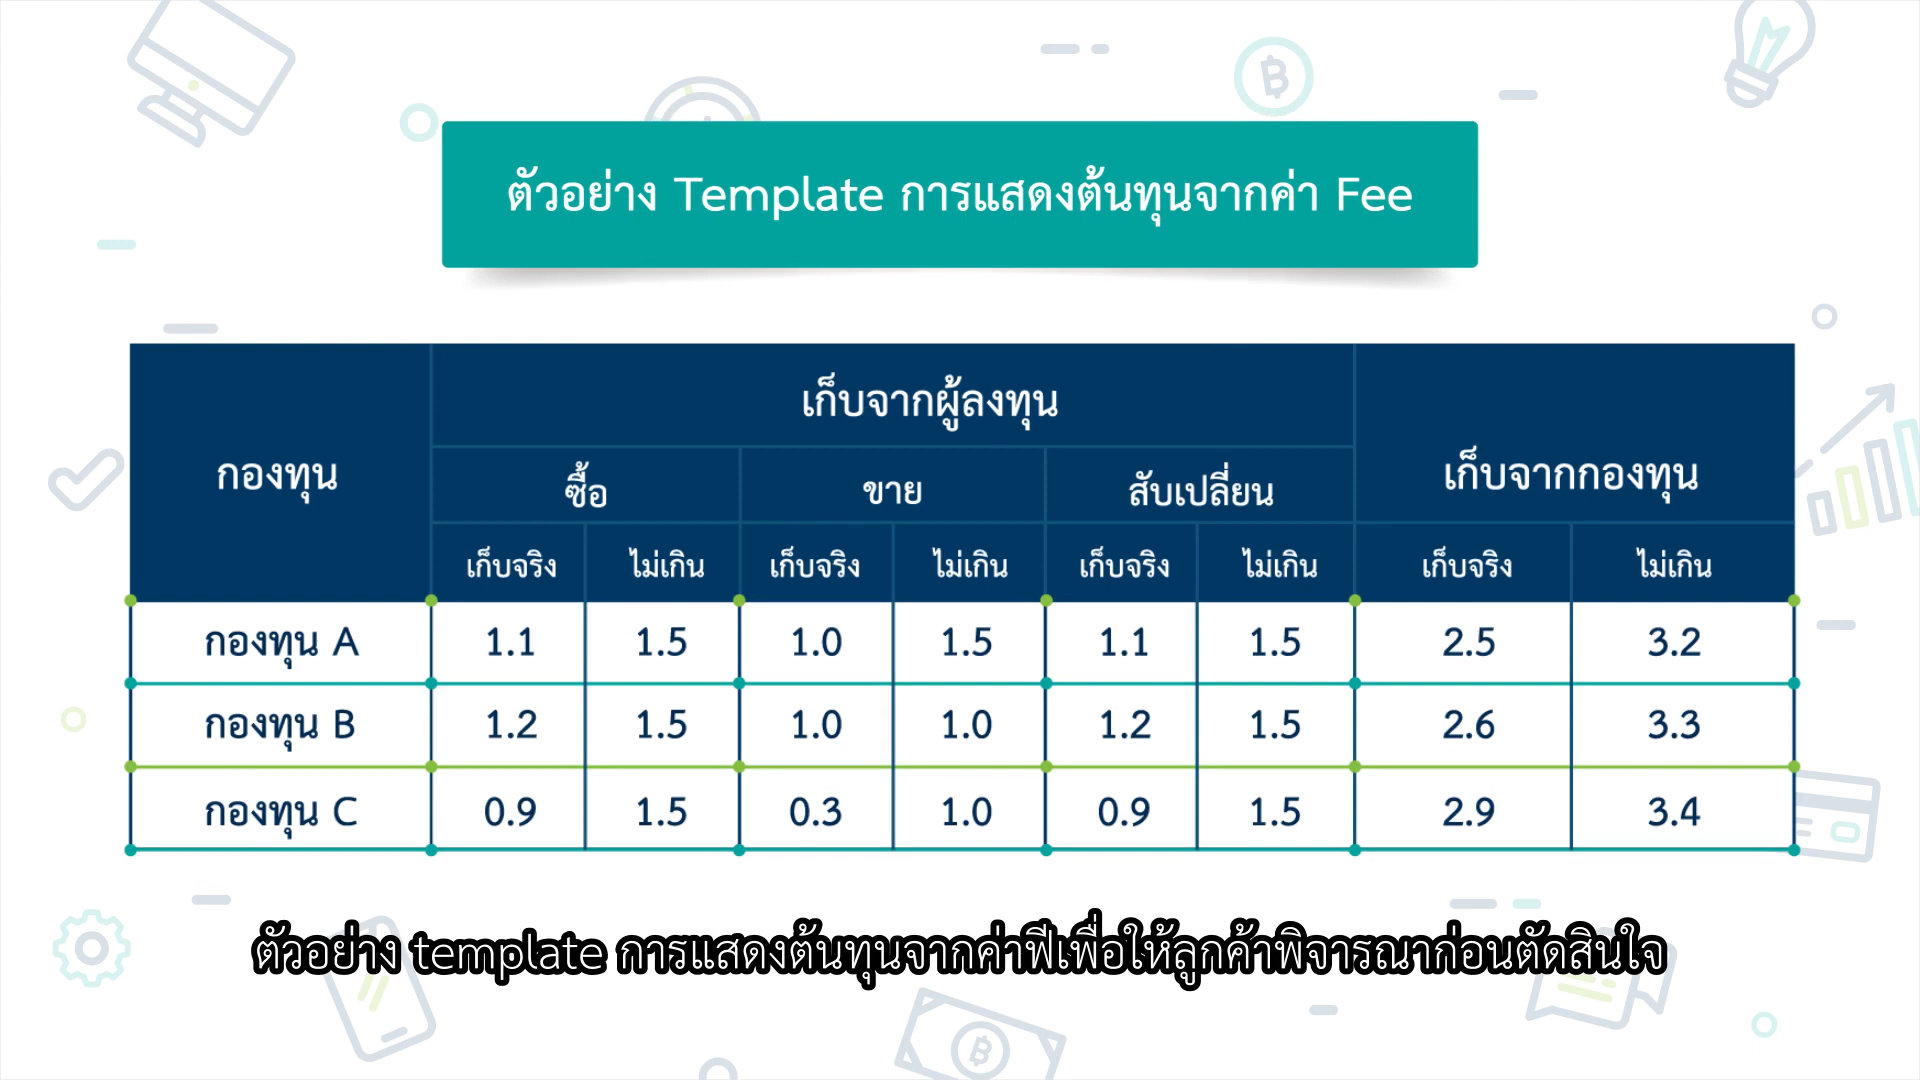 ตัวอย่าง Template การแสดงต้นทุนจากค่า Fee
กองทุน เก็บจากผู้ลงทุน เก็บจากกองทุน
ซื้อ ขาย สับเปลี่ยน
เก็บจริง ไม่เกิน เก็บจริง ไม่เกิน เก็บจริง ไม่เกิน เก็บจริง ไม่เกิน
กองทุน A 1.1 1.5 1.0 1.5 1.1 1.5 2.5 3.2
กองทุน B 1.2 1.5 1.0 1.0 1.2 1.5 2.6 3.3
กองทุน C 0.9 1.5 0.3 1.0 0.9 1.5 2.9 3.4
ตัวอย่าง template การแสดงต้นทุนจากค่าฟีเพื่อให้ลูกค้าพิจารณาก่อนตัดสินใจ